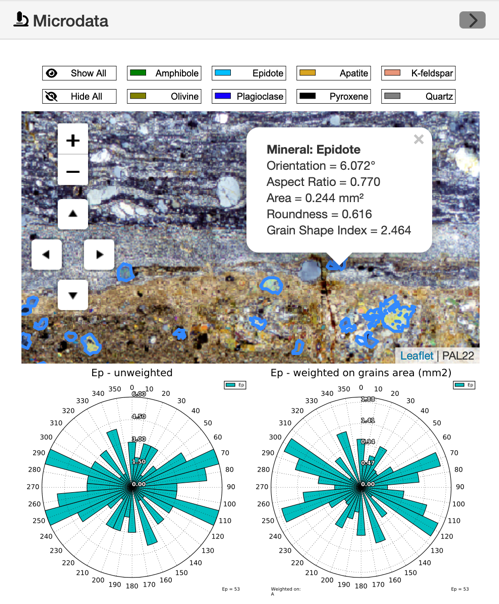 Microdata
Show All Amphibole Epidote Apatite K-feldspar
Hide All Olivine Plagioclase Pyroxene Quartz
+
−
×
Mineral: Epidote
Orientation = 6.072°
Aspect Ratio = 0.770
Area = 0.244 mm²
Roundness = 0.616
Grain Shape Index = 2.464
Leaflet | PAL22
Ep - unweighted
Ep
0 10 20 30 40 50 60 70 80 90 100 110 120 130 140 150 160 170 180 190 200 210 220 230 240 250 260 270 280 290 300 310 320 330 340 350
6.00
4.50
3.00
1.50
0.00
Ep = 53
Ep - weighted on grains area (mm2)
Ep
0 10 20 30 40 50 60 70 80 90 100 110 120 130 140 150 160 170 180 190 200 210 220 230 240 250 260 270 280 290 300 310 320 330 340 350
1.41
0.00
Weighted on:
A
Ep = 53